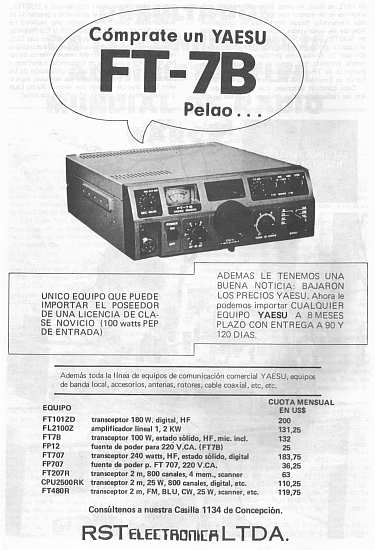 Cómprate un YAESU
FT-7B
Pelao...
UNICO EQUIPO QUE PUEDE
IMPORTAR EL POSEEDOR
DE UNA LICENCIA DE CLA-
SE NOVICIO (100 watts PEP
DE ENTRADA)
ADEMAS LE TENEMOS UNA
BUENA NOTICIA: BAJARON
LOS PRECIOS YAESU. Ahora le
podemos importar CUALQUIER
EQUIPO YAESU A 8 MESES
PLAZO CON ENTREGA A 90 Y
120 DIAS.
Además toda la línea de equipos de comunicación comercial YAESU, equipos
de banda local, accesorios, antenas, rotores, cable coaxial, etc, etc.
EQUIPO CUOTA MENSUAL
EN US$
FT101ZD transceptor 180 W, digital, HF 200
FL2100Z amplificador lineal 1, 2 KW 131,25
FT7B transceptor 100 W, estado sólido, HF, mic. incl. 132
FP12 fuente de poder para 220 V.CA. (FT7B) 25
FT707 transceptor 240 watts, HF, estado sólido, digital 183,75
FP707 fuente de poder p. FT 707, 220 V.CA 36,25
FT207R transceptor 2 m, 800 canales, 4 mem., scanner 63
CPU2500RK transceptor 2 m, 25 W, 800 canales, digital, etc. 110,25
FT480R transceptor 2 m, FM, BLU, CW, 25 W, scanner, etc. 119,75
Consúltenos a nuestra Casilla 1134 de Concepción.
RST ELECTRONICA LTDA.